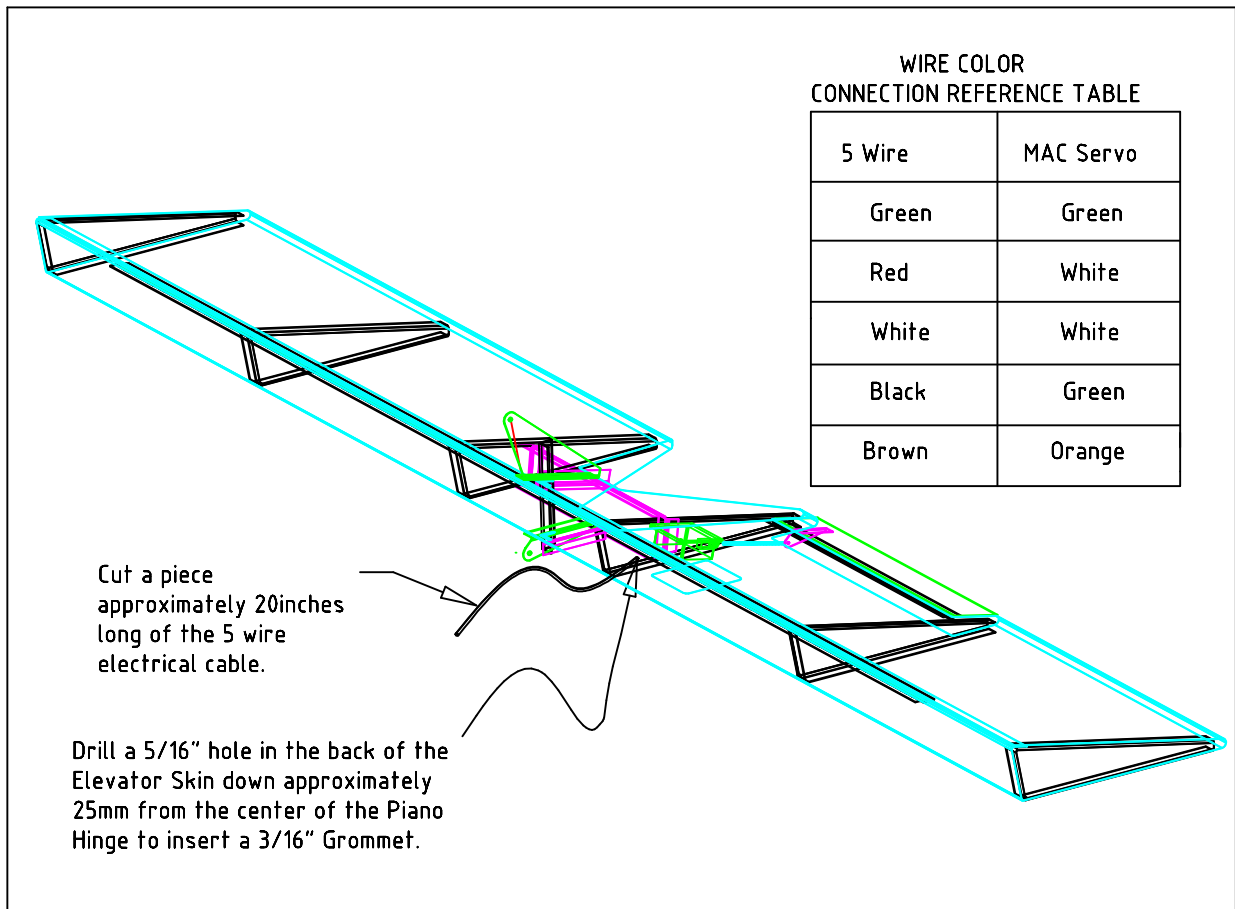 WIRE COLOR
CONNECTION REFERENCE TABLE
5 Wire MAC Servo
Green Green
Red White
White White
Black Green
Brown Orange
Cut a piece
approximately 20inches
long of the 5 wire
electrical cable.
Drill a 5/16" hole in the back of the
Elevator Skin down approximately
25mm from the center of the Piano
Hinge to insert a 3/16" Grommet.